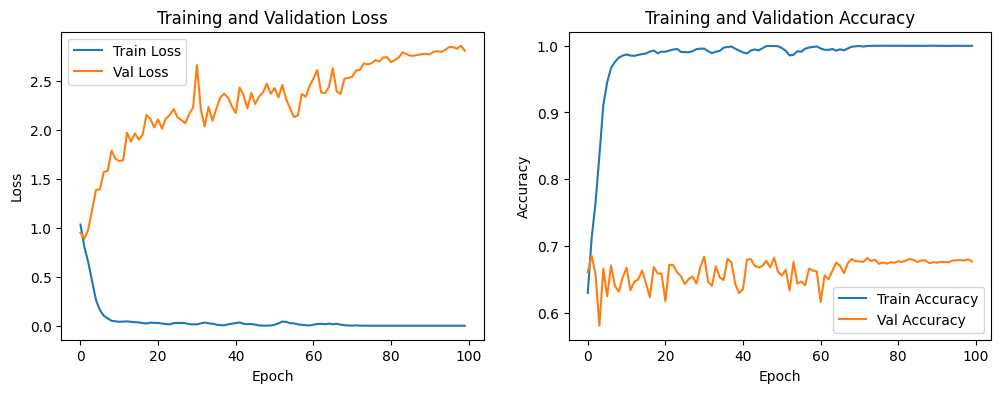 Training and Validation Loss
Train Loss
Val Loss
2.5
2.0
1.5
1.0
0.5
0.0
Loss
0
20
40
60
80
100
Epoch
Training and Validation Accuracy
1.0
0.9
0.8
0.7
0.6
Accuracy
Train Accuracy
Val Accuracy
0
20
40
60
80
100
Epoch